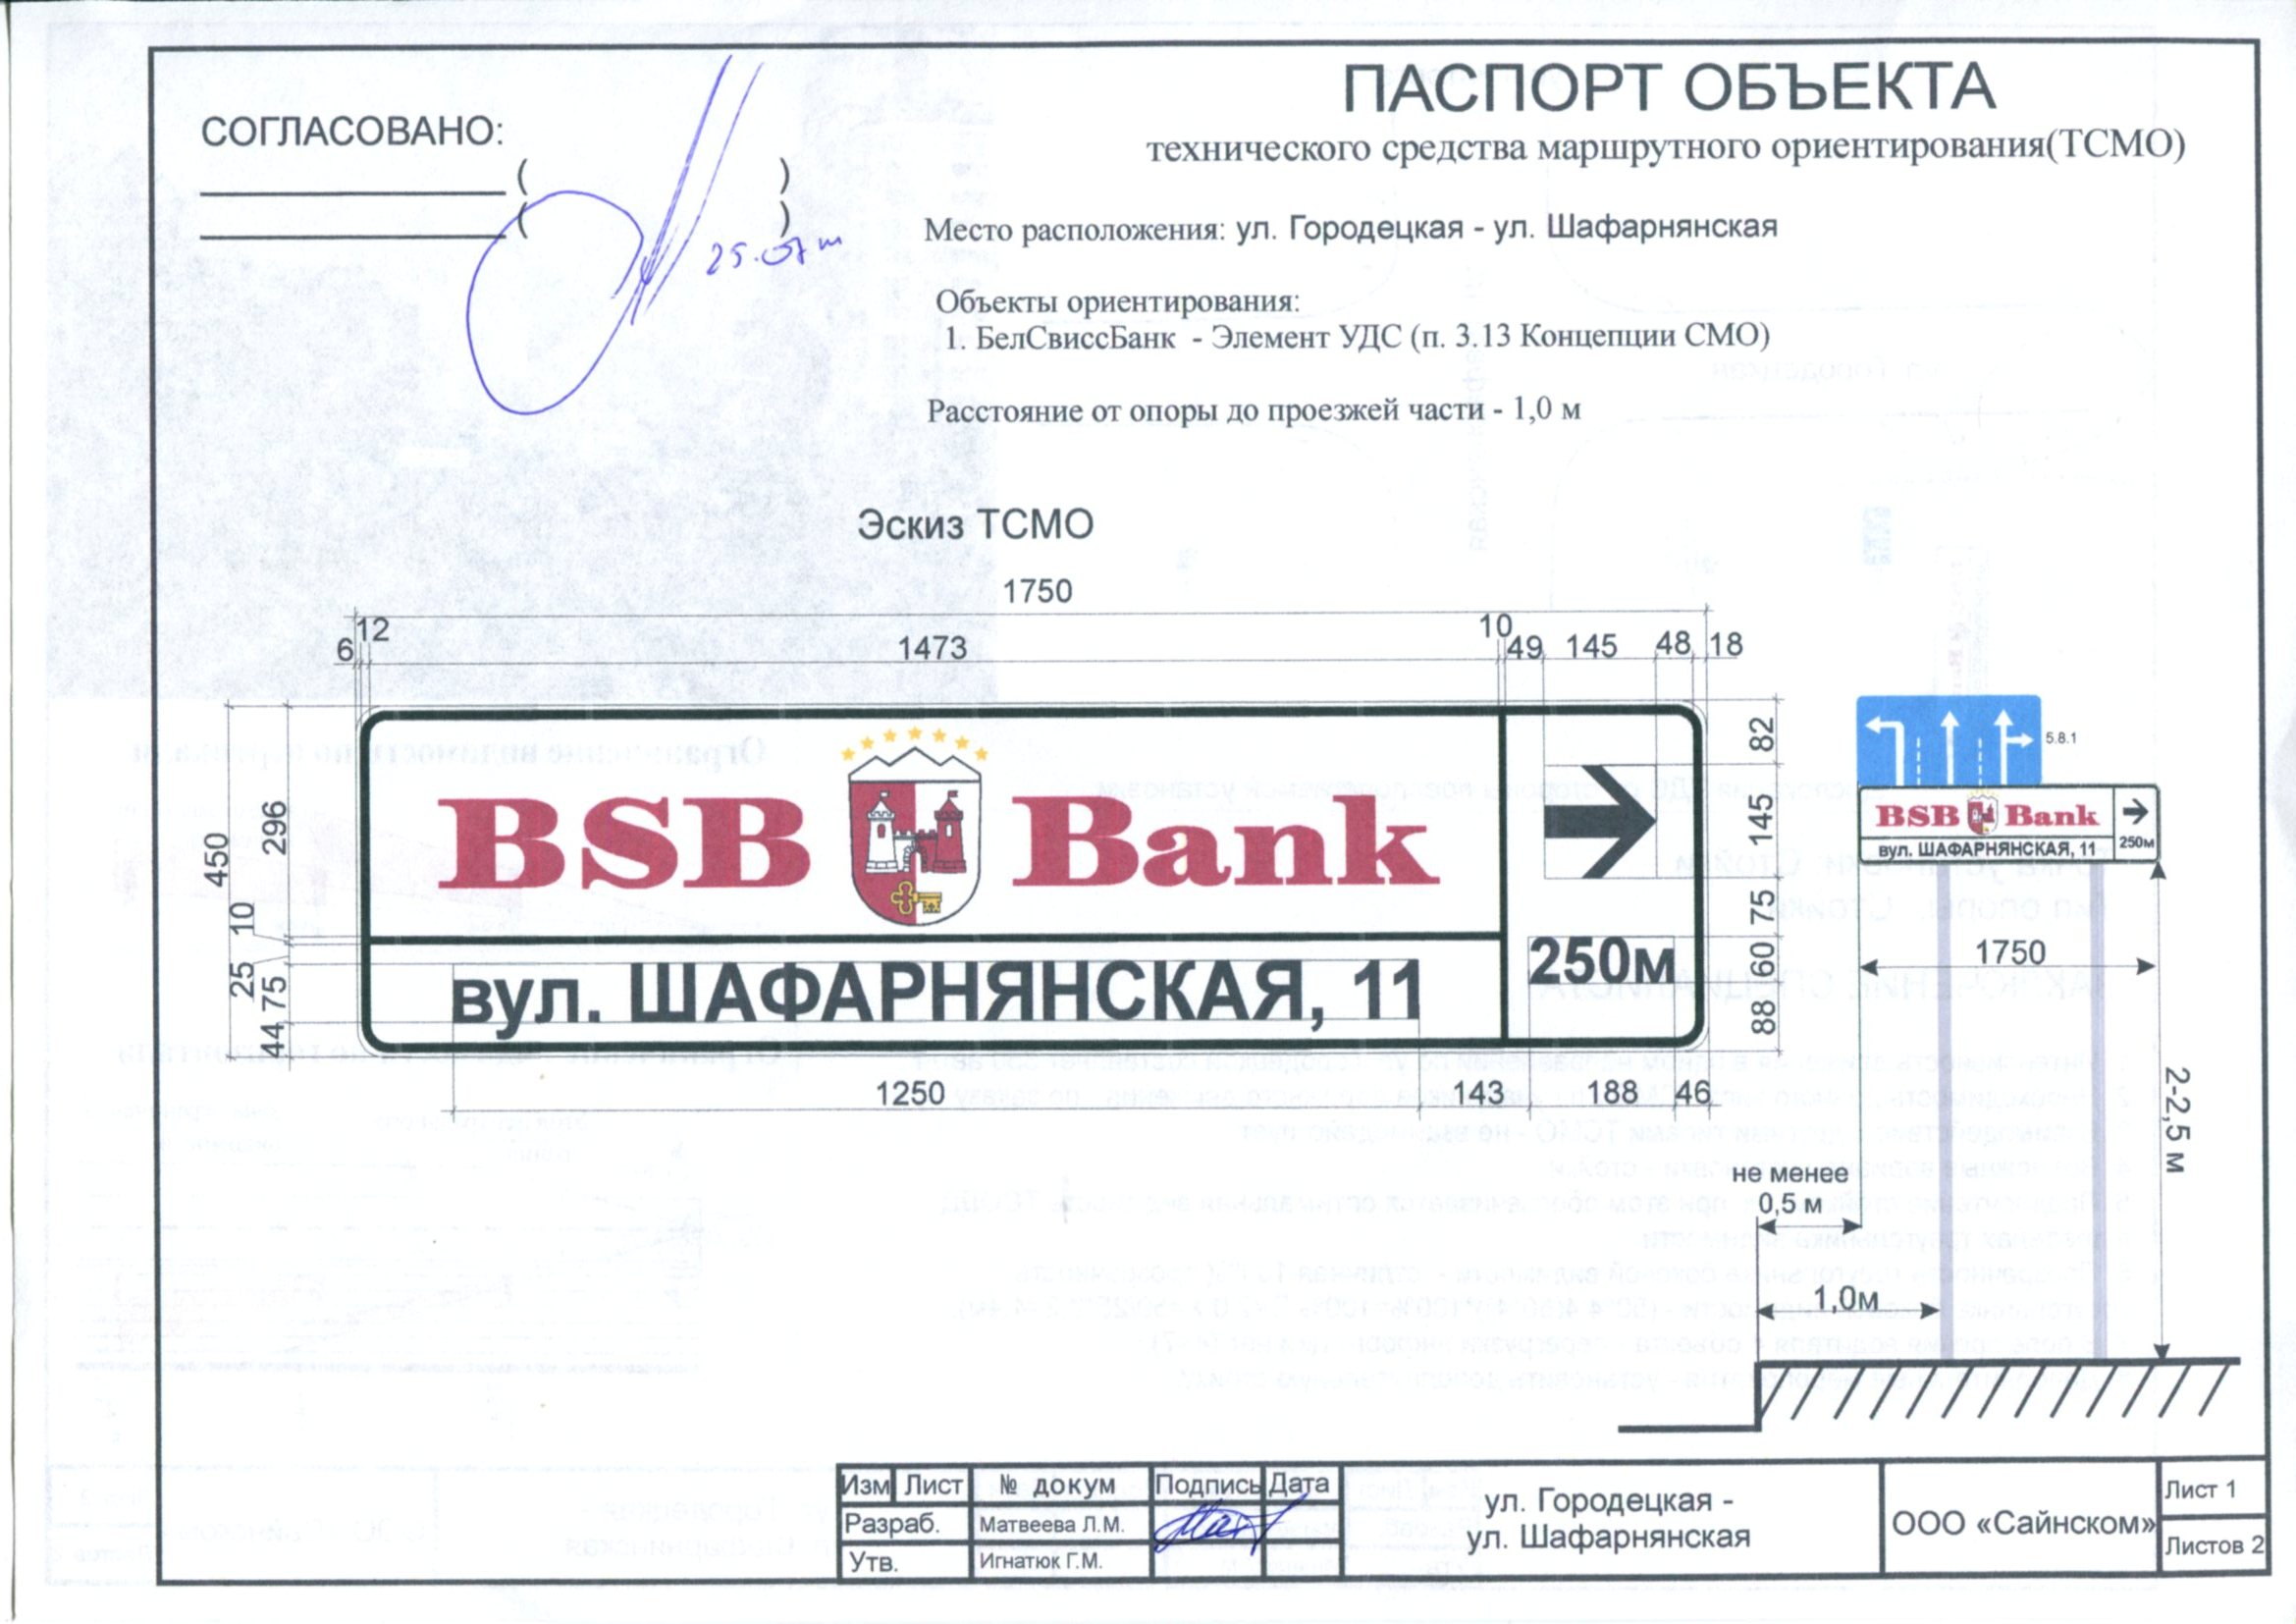 ПАСПОРТ ОБЪЕКТА
технического средства маршрутного ориентирования(ТСМО)
СОГЛАСОВАНО:
( )
( )
25.07
Место расположения: ул. Городецкая - ул. Шафарнянская
Объекты ориентирования:
1. БелСвиссБанк - Элемент УДС (п. 3.13 Концепции СМО)
Расстояние от опоры до проезжей части - 1,0 м
Эскиз ТСМО
1750
6 12 1473 10 49 145 48 18
450 296 10 25 75 44
BSB Bank
вул. ШАФАРНЯНСКАЯ, 11
250м
82 145 75 60 88
1250 143 188 46
5.8.1
BSB Bank
вул. ШАФАРНЯНСКАЯ, 11
250м
1750
2-2,5 м
не менее
0,5 м
1,0м
Изм Лист № докум Подпись Дата
Разраб. Матвеева Л.М.
Утв. Игнатюк Г.М.
ул. Городецкая -
ул. Шафарнянская
ООО «Сайнском»
Лист 1
Листов 2